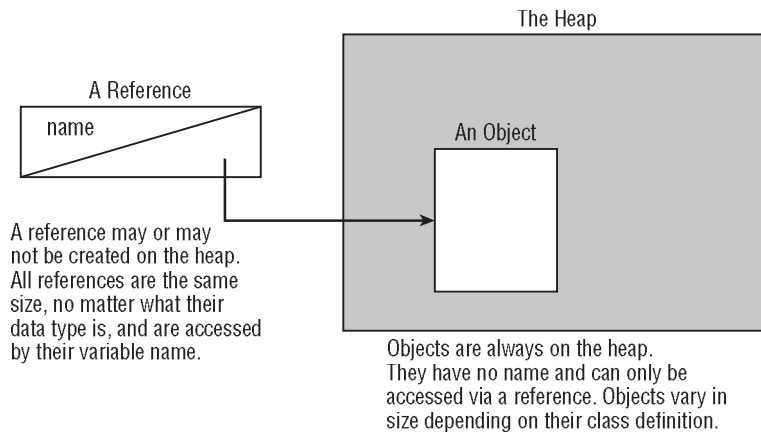 The Heap
A Reference
name
An Object
A reference may or may
not be created on the heap.
All references are the same
size, no matter what their
data type is, and are accessed
by their variable name.
Objects are always on the heap.
They have no name and can only be
accessed via a reference. Objects vary in
size depending on their class definition.